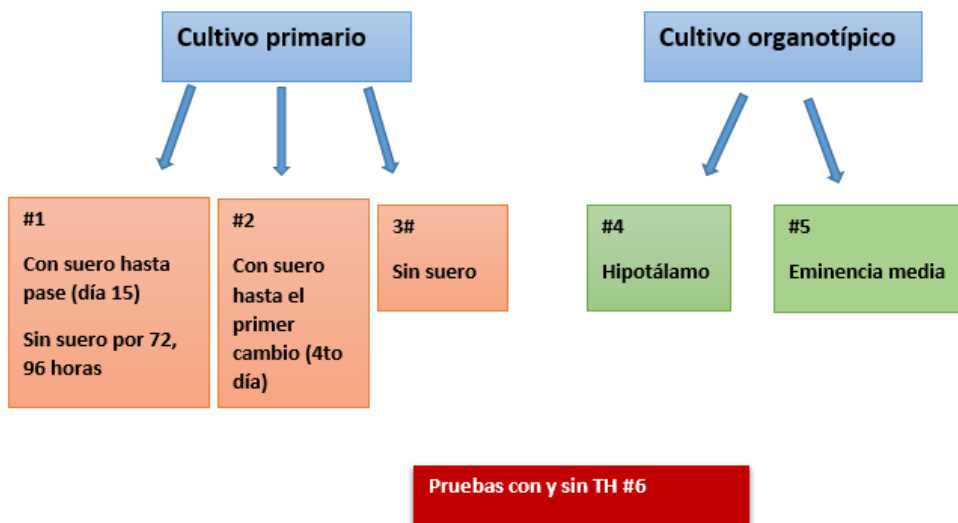 Cultivo primario
Cultivo organotípico
#1
Con suero hasta
pase (día 15)
Sin suero por 72,
96 horas
#2
Con suero
hasta el
primer
cambio (4to
día)
3#
Sin suero
#4
Hipotálamo
#5
Eminencia media
Pruebas con y sin TH #6